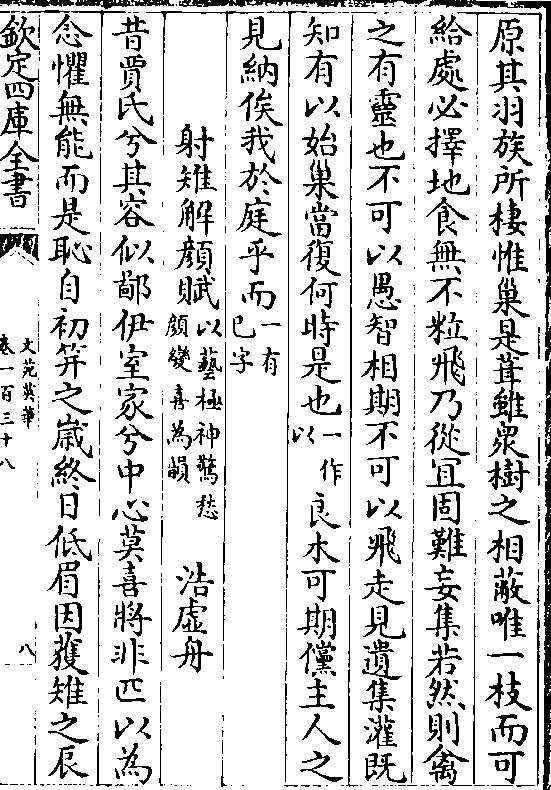 原其羽族所棲惟巢是葺雖衆樹之相蔽唯一枝而可
給處必擇地食無不粒飛乃從冝固難妄集若然則禽
之有靈也不可以愚智相期不可以飛走見遺集灌既
知有以始巢當復何時是也一作以良木可期儻主人之
見納俟我於庭乎而一有已字
射雉解顔賦以藝極神驚愁顔變喜為韻 浩虛舟
昔賈氏兮其容似鄙伊室家兮中心莫喜將非匹以為
念懼無能而是恥自初笄之嵗終日低眉因獲雉之辰
欽定四庫全書
文苑英華
卷一百三十八
八